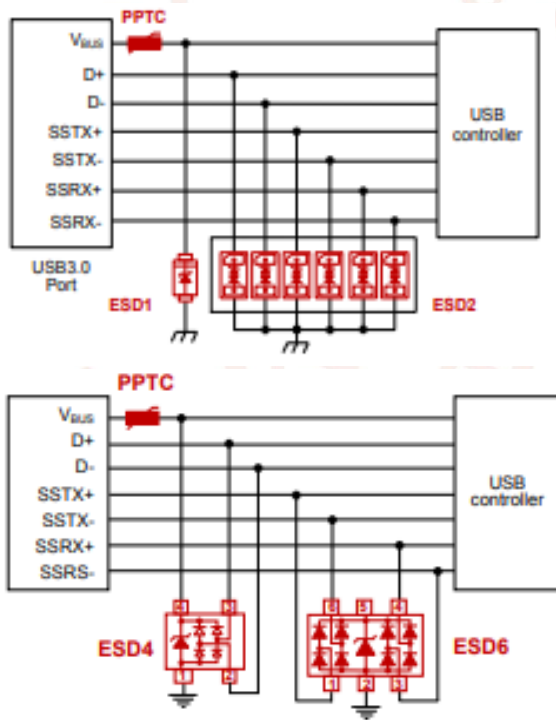 PPTC
VBUS
D+
D-
SSTX+
SSTX-
SSRX+
SSRX-
USB
controller
USB3.0
Port
ESD1
ESD2
PPTC
VBUS
D+
D-
SSTX+
SSTX-
SSRX+
SSRS-
USB
controller
ESD4
4 3
1 2
6 5 4
1 2 3
ESD6